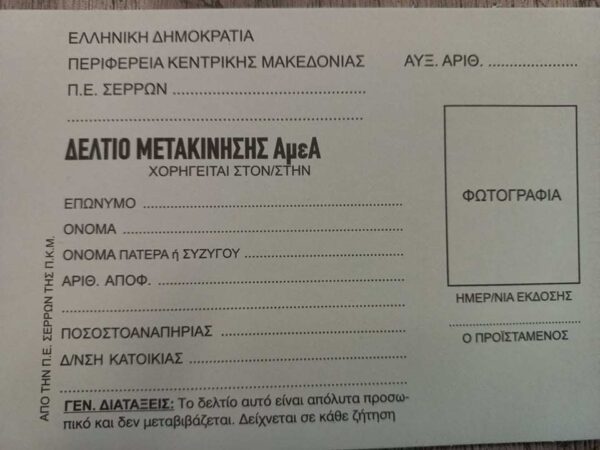 ΕΛΛΗΝΙΚΗ ΔΗΜΟΚΡΑΤΙΑ
ΠΕΡΙΦΕΡΕΙΑ ΚΕΝΤΡΙΚΗΣ ΜΑΚΕΔΟΝΙΑΣ
ΑΥΞ. ΑΡΙΘ. ................
Π.Ε. ΣΕΡΡΩΝ ................................
................................................
ΔΕΛΤΙΟ ΜΕΤΑΚΙΝΗΣΗΣ ΑμεΑ
ΧΟΡΗΓΕΙΤΑΙ ΣΤΟΝ/ΣΤΗΝ
ΕΠΩΝΥΜΟ ................................
ΟΝΟΜΑ ................................
ΟΝΟΜΑ ΠΑΤΕΡΑ ή ΣΥΖΥΓΟΥ ................................
ΑΡΙΘ. ΑΠΟΦ. ................................
................................................
ΠΟΣΟΣΤΟΑΝΑΠΗΡΙΑΣ ................................
Δ/ΝΣΗ ΚΑΤΟΙΚΙΑΣ ................................
................................................
ΓΕΝ. ΔΙΑΤΑΞΕΙΣ: Το δελτίο αυτό είναι απόλυτα προσω-
πικό και δεν μεταβιβάζεται. Δείχνεται σε κάθε ζήτηση
ΦΩΤΟΓΡΑΦΙΑ
ΗΜΕΡ/ΝΙΑ ΕΚΔΟΣΗΣ
................................
Ο ΠΡΟΪΣΤΑΜΕΝΟΣ
ΑΠΟ ΤΗΝ Π.Ε. ΣΕΡΡΩΝ ΤΗΣ Π.Κ.Μ.